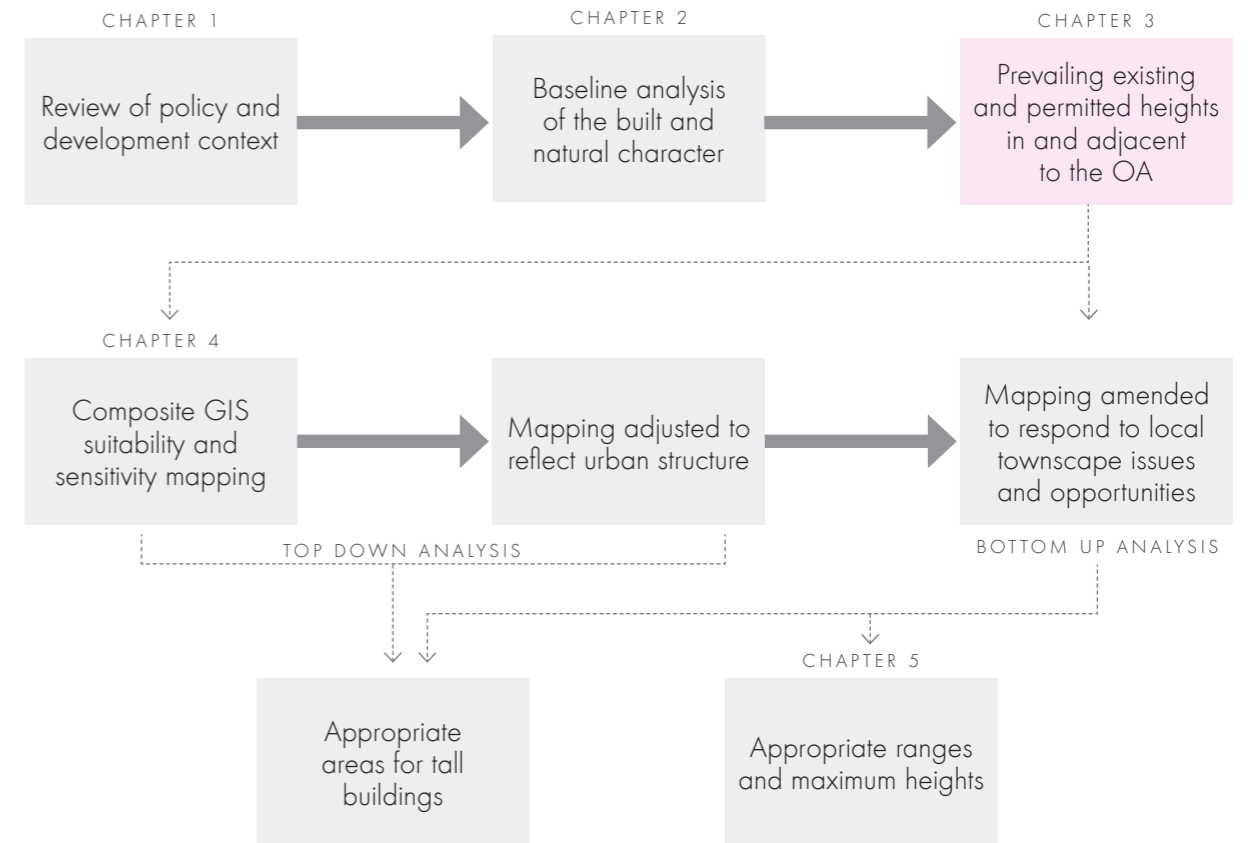 CHAPTER 1
Review of policy and
development context
CHAPTER 2
Baseline analysis
of the built and
natural character
CHAPTER 3
Prevailing existing
and permitted heights
in and adjacent
to the OA
CHAPTER 4
Composite GIS
suitability and
sensitivity mapping
Mapping adjusted to
reflect urban structure
Mapping amended
to respond to local
townscape issues
and opportunities
TOP DOWN ANALYSIS
BOTTOM UP ANALYSIS
Appropriate
areas for tall
buildings
CHAPTER 5
Appropriate ranges
and maximum heights